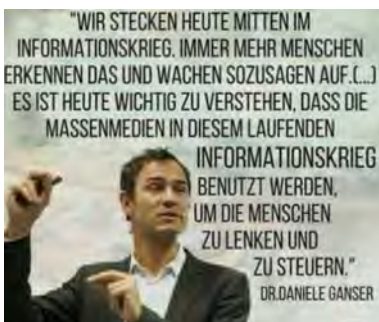 "WIR STECKEN HEUTE MITTEN IM
INFORMATIONSKRIEG. IMMER MEHR MENSCHEN
ERKENNEN DAS UND WACHEN SOZUSAGEN AUF.(...)
ES IST HEUTE WICHTIG ZU VERSTEHEN, DASS DIE
MASSENMEDIEN IN DIESEM LAUFENDEN
INFORMATIONSKRIEG
BENUTZT WERDEN,
UM DIE MENSCHEN
ZU LENKEN UND
ZU STEUERN."
DR.DANIELE GANSER